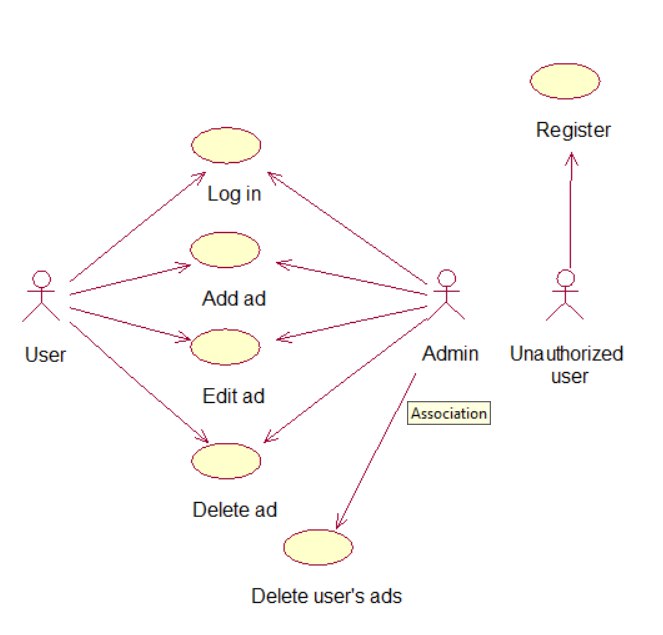 Register
Log in
Add ad
User
Admin
Unauthorized
user
Edit ad
Association
Delete ad
Delete user's ads